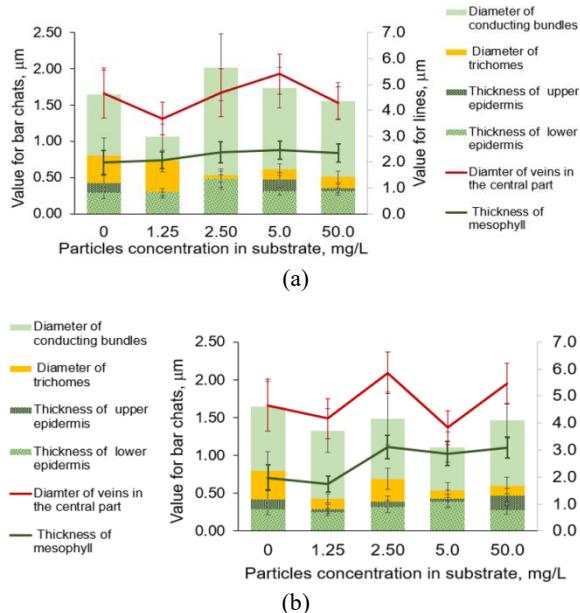 2.50
2.00
1.50
1.00
0.50
0.00
Value for bar chats, μm
7.0
6.0
5.0
4.0
3.0
2.0
1.0
0.0
Value for lines, μm
0 1.25 2.50 5.0 50.0
Particles concentration in substrate, mg/L
Diameter of
conducting bundles
Diameter of
trichomes
Thickness of upper
epidermis
Thickness of lower
epidermis
Diamter of veins in
the central part
Thickness of
mesophyll
(a)
Diameter of
conducting bundles
Diameter of
trichomes
Thickness of upper
epidermis
Thickness of lower
epidermis
Diamter of veins in
the central part
Thickness of
mesophyll
2.50
2.00
1.50
1.00
0.50
0.00
Value for bar chats, μm
7.0
6.0
5.0
4.0
3.0
2.0
1.0
0.0
0 1.25 2.50 5.0 50.0
Particles concentration in substrate, mg/L
(b)